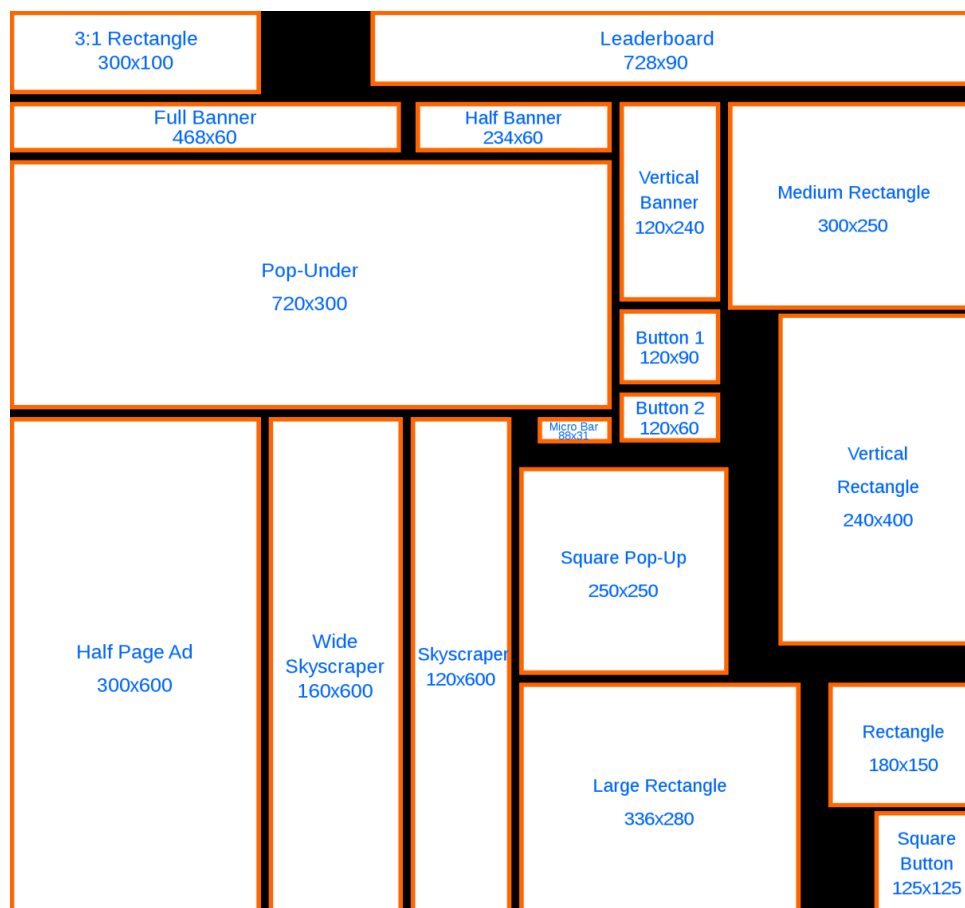 3:1 Rectangle
300x100
Leaderboard
728x90
Full Banner
468x60
Half Banner
234x60
Vertical
Banner
120x240
Medium Rectangle
300x250
Pop-Under
720x300
Button 1
120x90
Button 2
120x60
Micro Bar
88x31
Vertical
Rectangle
240x400
Square Pop-Up
250x250
Half Page Ad
300x600
Wide
Skyscraper
160x600
Skyscraper
120x600
Large Rectangle
336x280
Rectangle
180x150
Square
Button
125x125